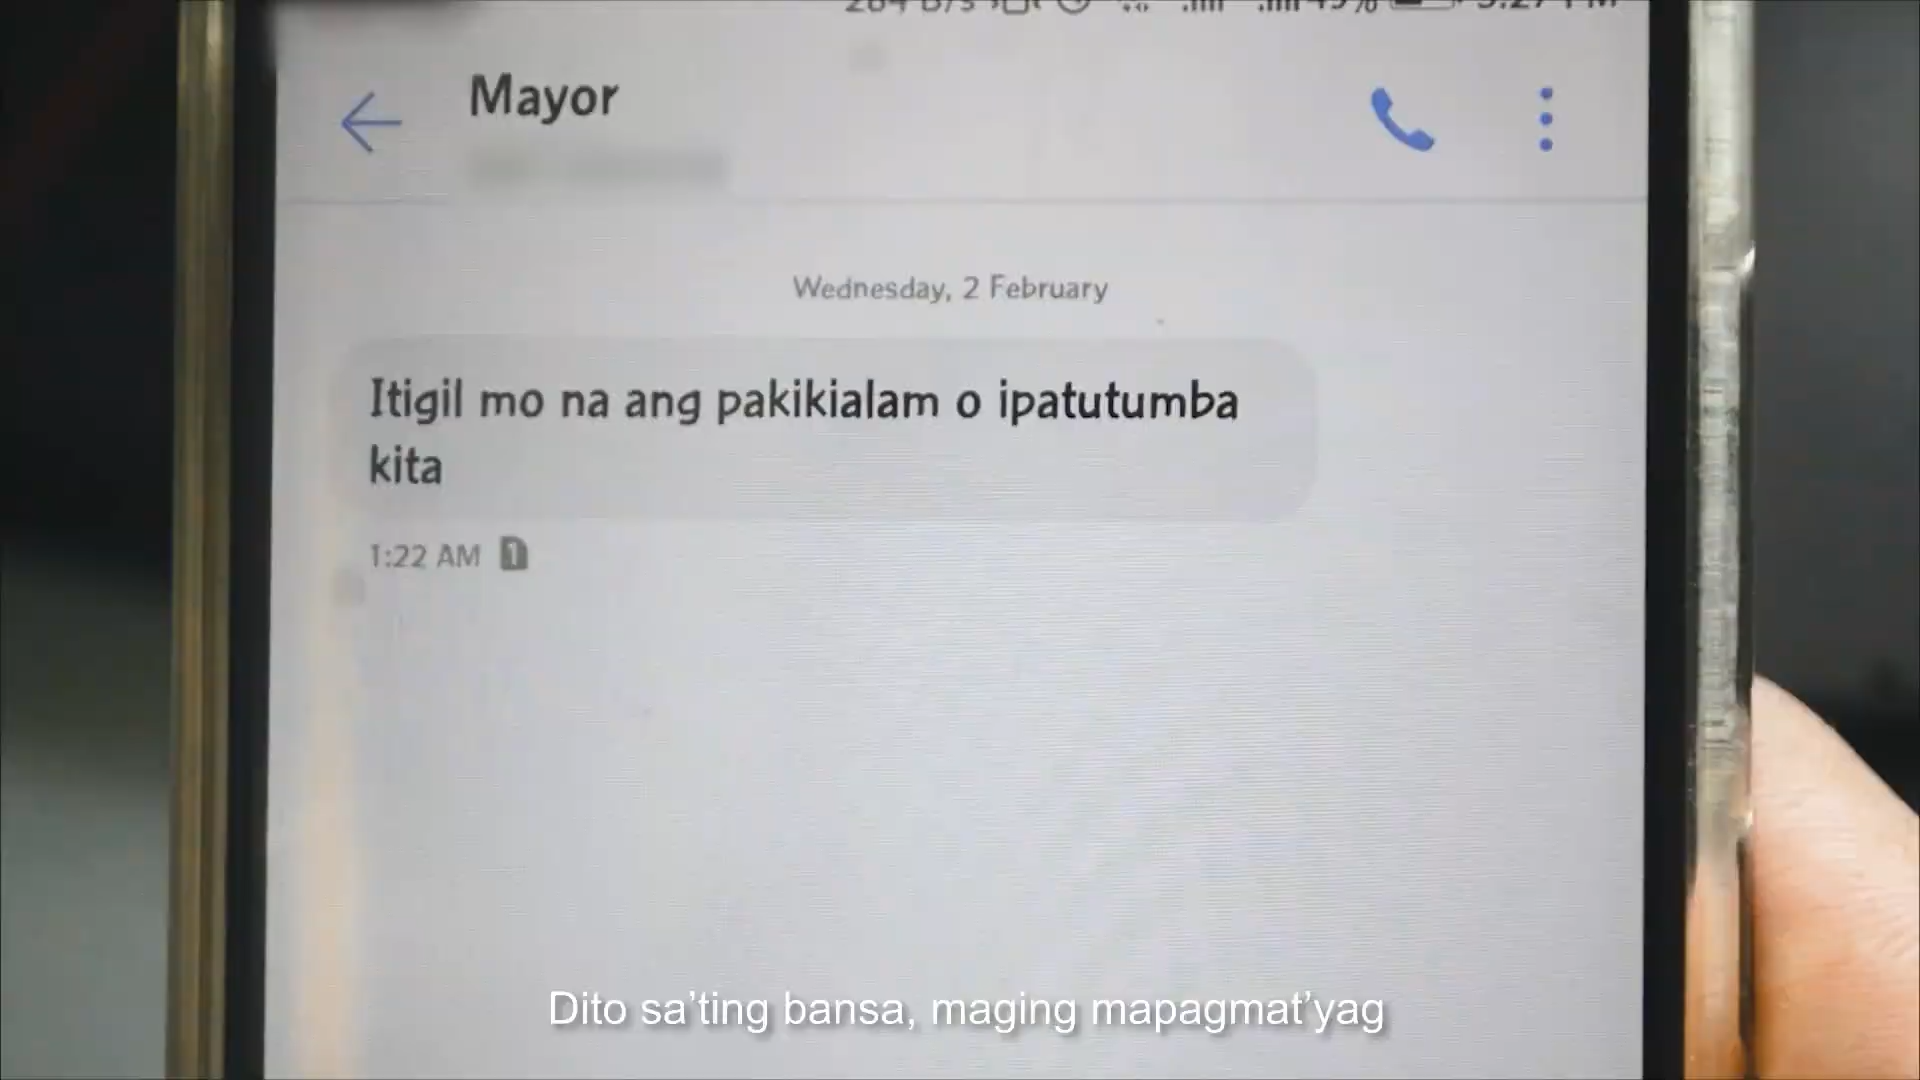 Mayor
Wednesday, 2 February
Itigil mo na ang pakikialam o ipatutumba
kita
1:22 AM 1
Dito sa’ting bansa, maging mapagmat’yag